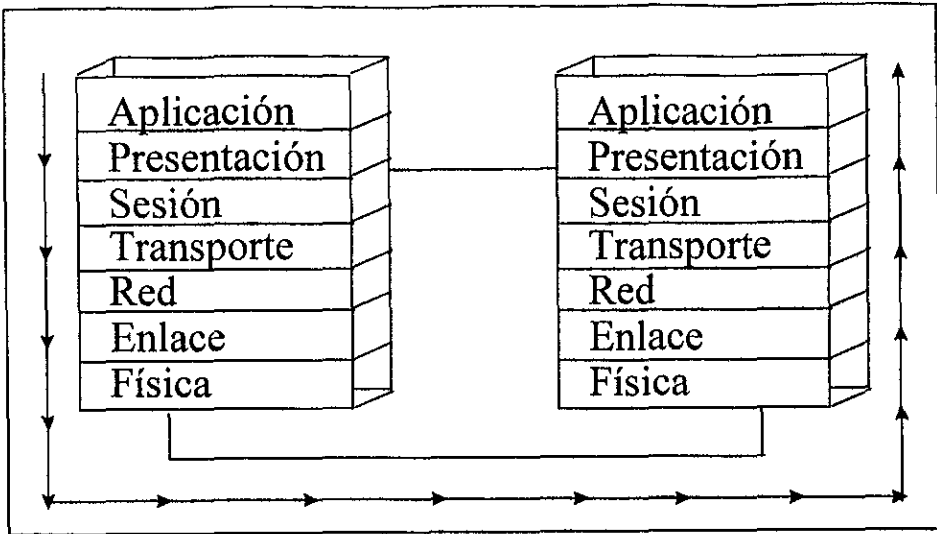 Aplicación
Presentación
Sesión
Transporte
Red
Enlace
Física
Aplicación
Presentación
Sesión
Transporte
Red
Enlace
Física